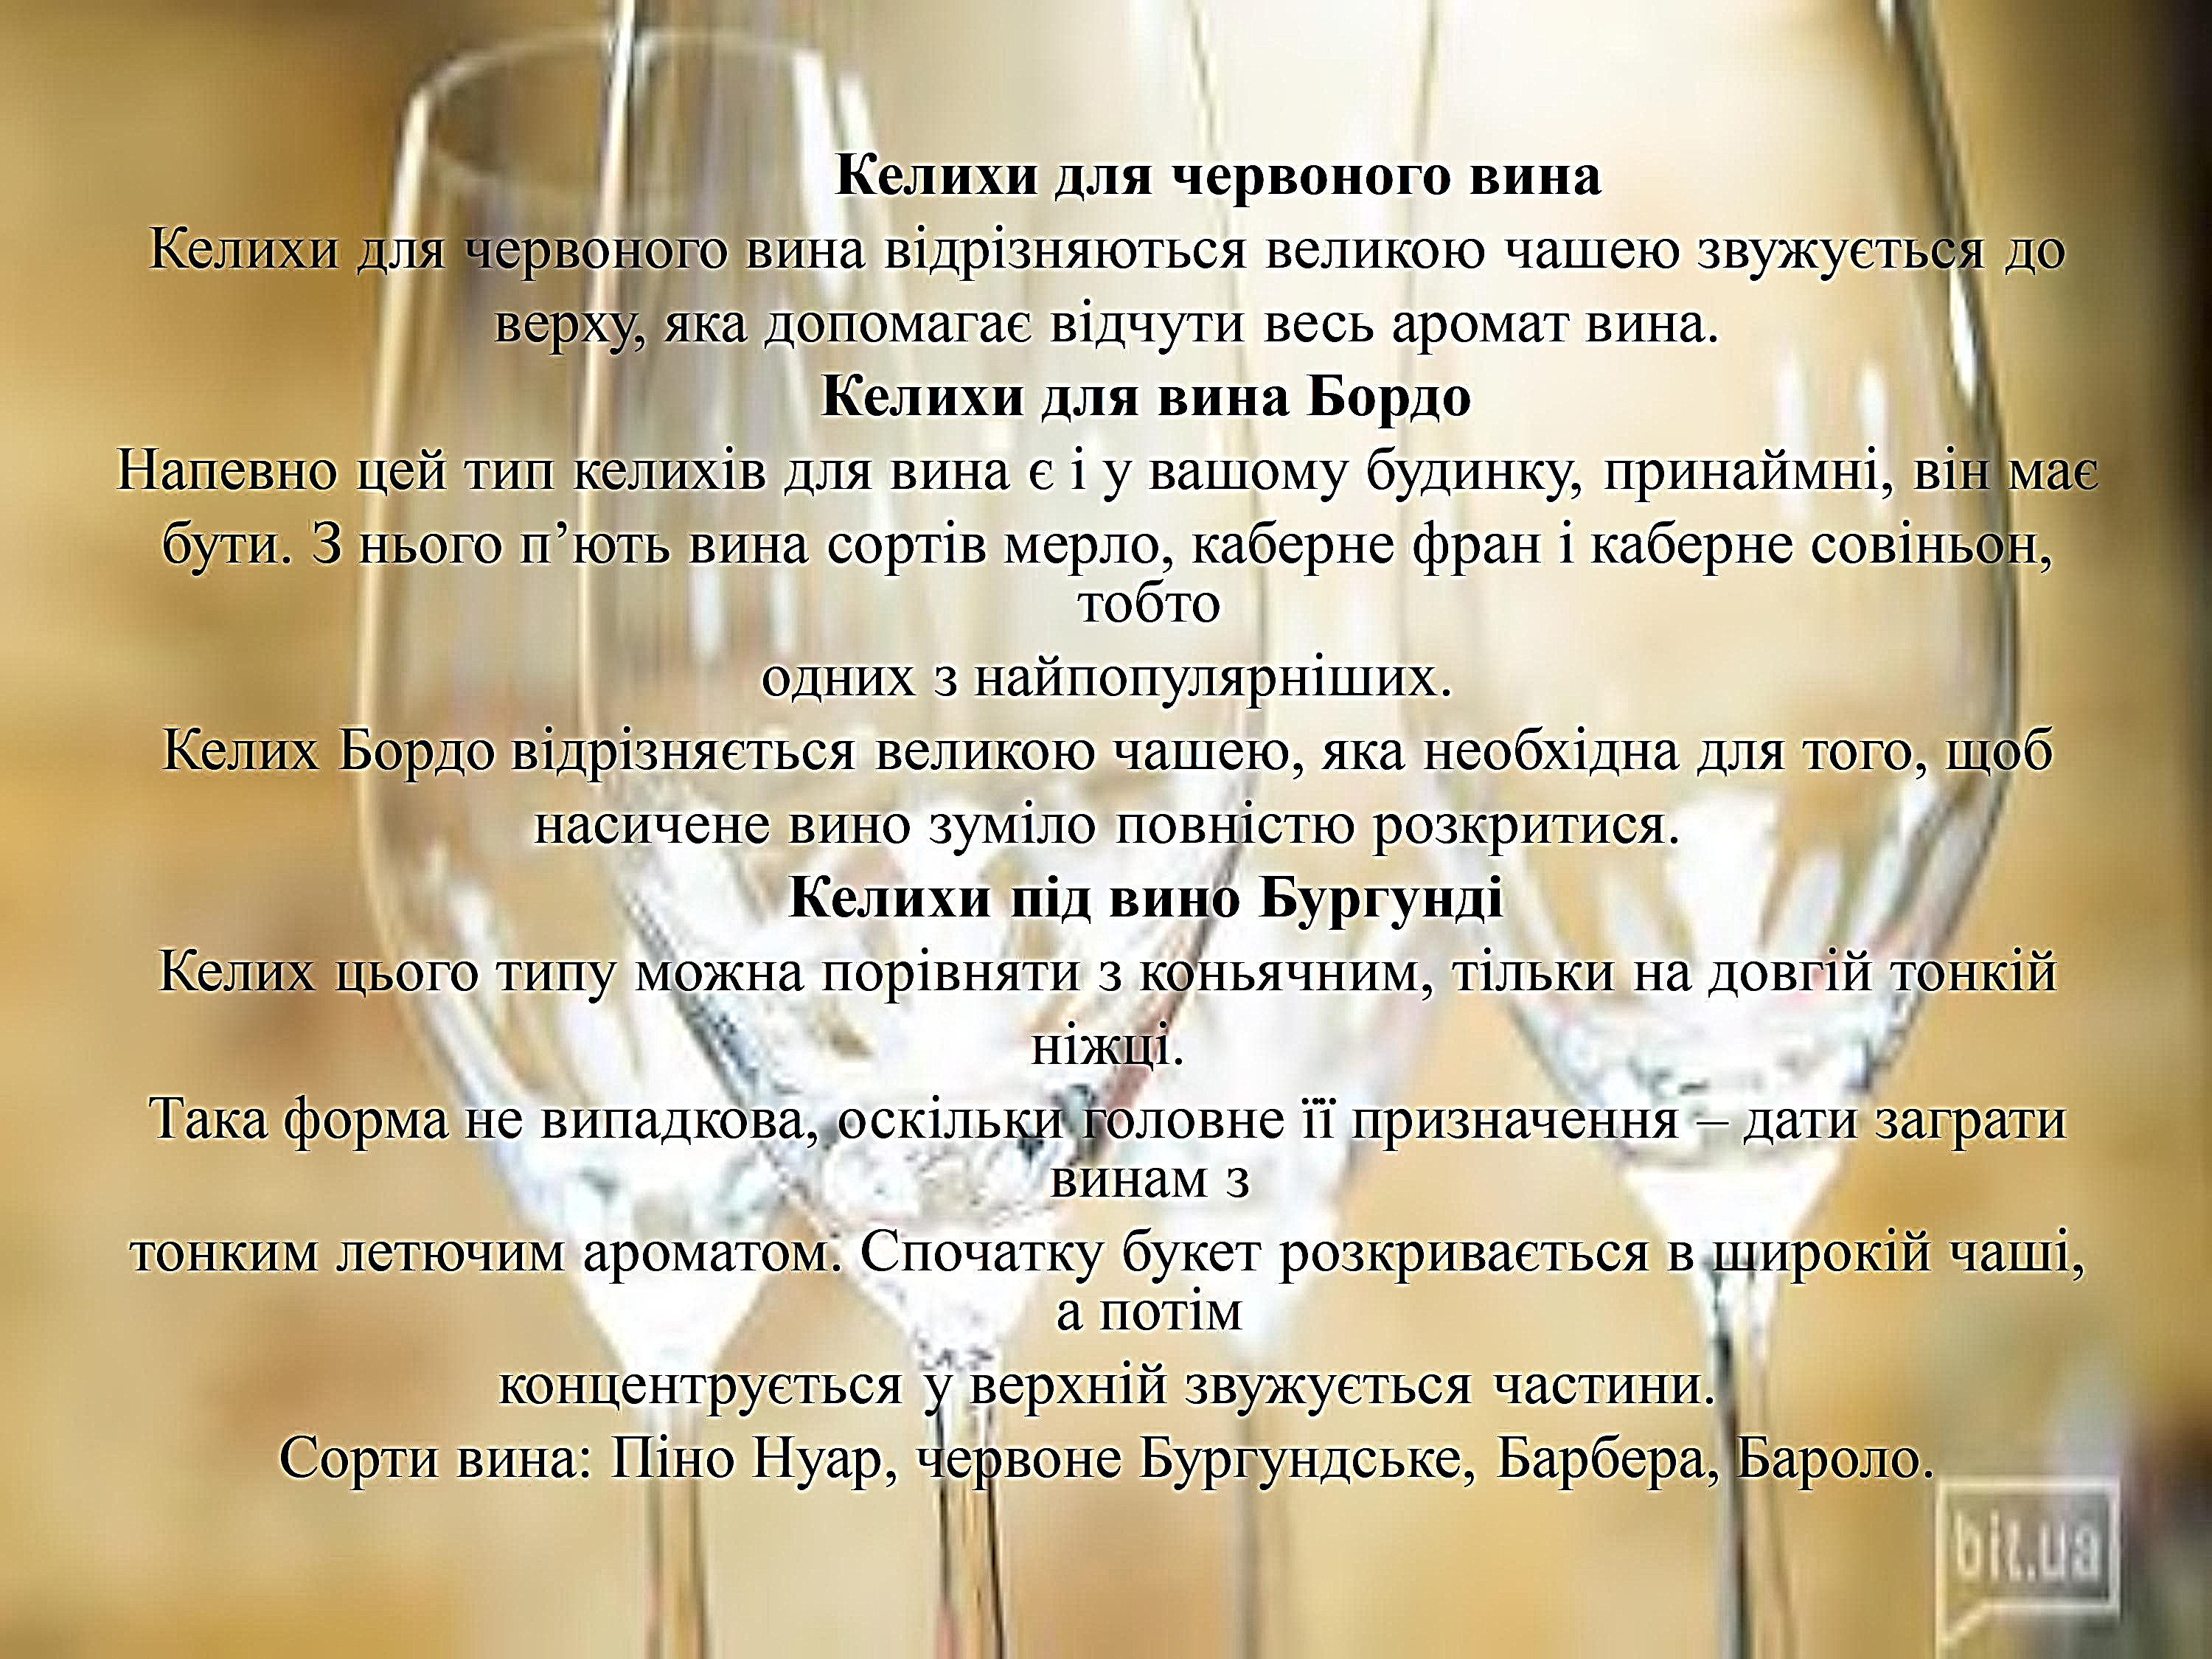 Келихи для червоного вина
Келихи для червоного вина відрізняються великою чашею звужується до
верху, яка допомагає відчути весь аромат вина.
Келихи для вина Бордо
Напевно цей тип келихів для вина є і у вашому будинку, принаймні, він має
бути. З нього п’ють вина сортів мерло, каберне фран і каберне совіньон,
тобто
одних з найпопулярніших.
Келих Бордо відрізняється великою чашею, яка необхідна для того, щоб
насичене вино зуміло повністю розкритися.
Келихи під вино Бургунді
Келих цього типу можна порівняти з коньячним, тільки на довгій тонкій
ніжці.
Така форма не випадкова, оскільки головне її призначення – дати заграти
винам з
тонким летючим ароматом. Спочатку букет розкривається в широкій чаші,
а потім
концентрується у верхній звужується частини.
Сорти вина: Піно Нуар, червоне Бургундське, Барбера, Бароло.
bit.ua